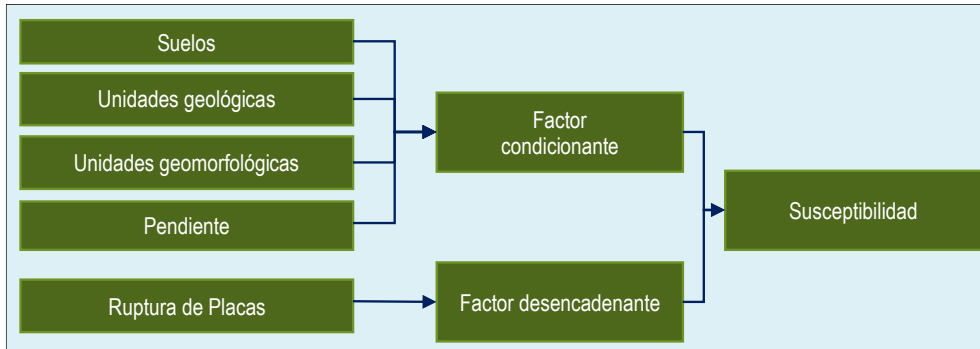 Suelos
Unidades geológicas
Unidades geomorfológicas
Pendiente
Ruptura de Placas
Factor
condicionante
Factor desencadenante
Susceptibilidad